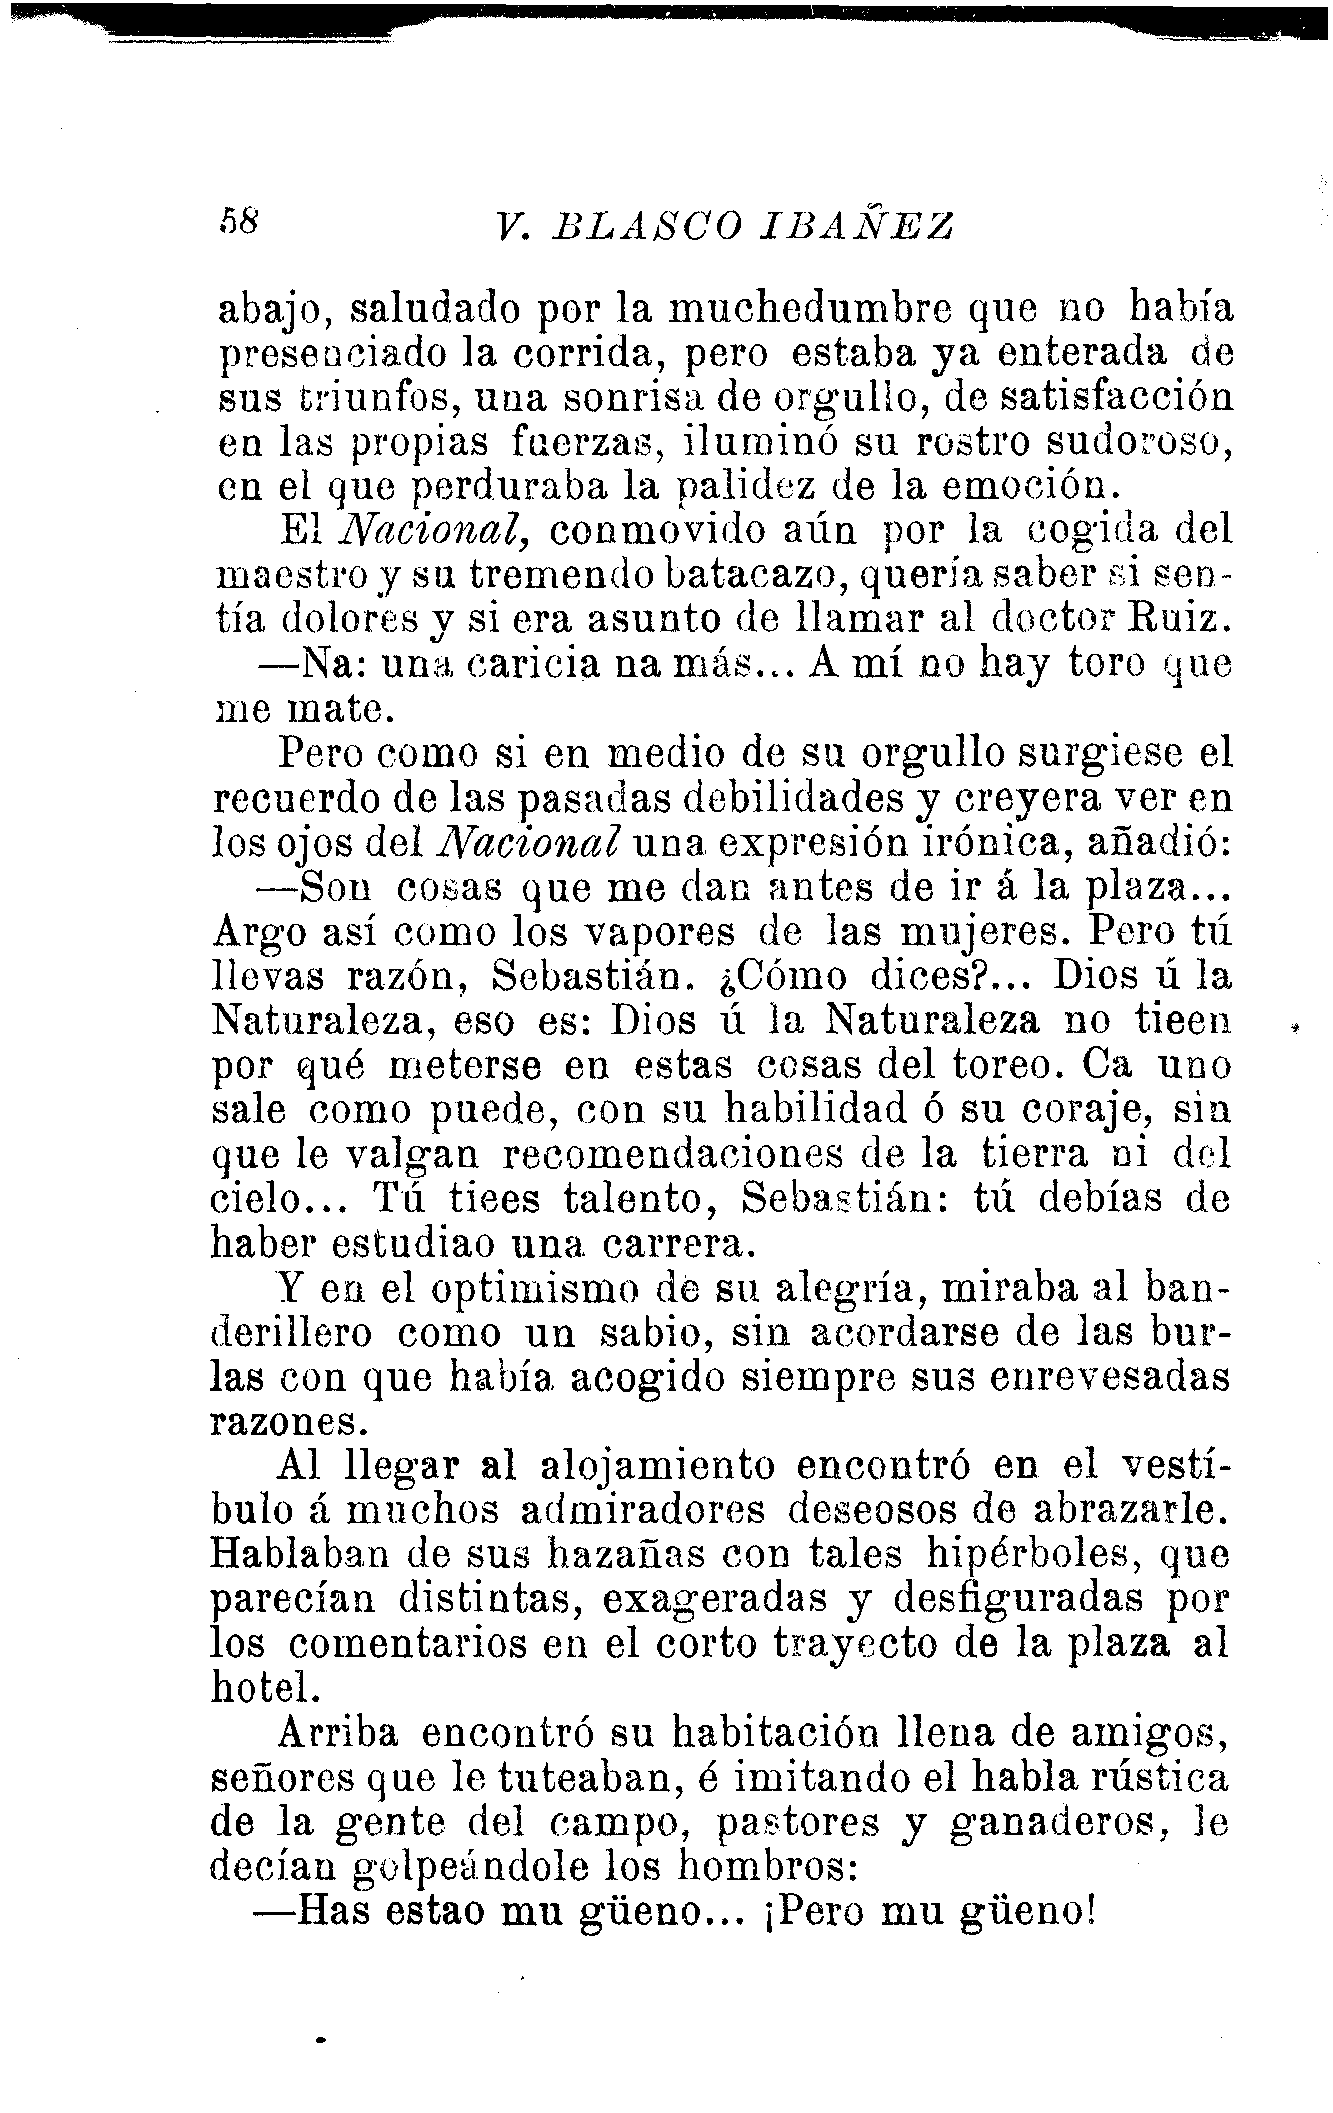 58 V. BLASCO IBAÑEZ
abajo, saludado por la muchedumbre que no había
presenciado la corrida, pero estaba ya enterada de
sus triunfos, una sonrisa de orgullo, de satisfacción
en las propias fuerzas, iluminó su rostro sudoroso,
en el que perduraba la palidez de la emoción.
El Nacional, conmovido aún por la cogida del
maestro y su tremendo batacazo, quería saber si sen-
tía dolores y si era asunto de llamar al doctor Ruiz.
—Na: una caricia na más... A mí no hay toro que
me mate.
Pero como si en medio de su orgullo surgiese el
recuerdo de las pasadas debilidades y creyera ver en
los ojos del Nacional una expresión irónica, añadió:
—Son cosas que me dan antes de ir á la plaza...
Argo así como los vapores de las mujeres. Pero tú
llevas razón, Sebastián. ¿Cómo dices?... Dios ú la
Naturaleza, eso es: Dios ú la Naturaleza no tieen
por qué meterse en estas cosas del toreo. Ca uno
sale como puede, con su habilidad ó su coraje, sin
que le valgan recomendaciones de la tierra ni del
cielo... Tú tiees talento, Sebastián: tú debías de
haber estudiao una carrera.
Y en el optimismo de su alegría, miraba al ban-
derillero como un sabio, sin acordarse de las bur-
las con que había acogido siempre sus enrevesadas
razones.
Al llegar al alojamiento encontró en el vestí-
bulo á muchos admiradores deseosos de abrazarle.
Hablaban de sus hazañas con tales hipérboles, que
parecían distintas, exageradas y desfiguradas por
los comentarios en el corto trayecto de la plaza al
hotel.
Arriba encontró su habitación llena de amigos,
señores que le tuteaban, é imitando el habla rústica
de la gente del campo, pastores y ganaderos, le
decían golpeándole los hombros:
—Has estao mu güeno... ¡Pero mu güeno!